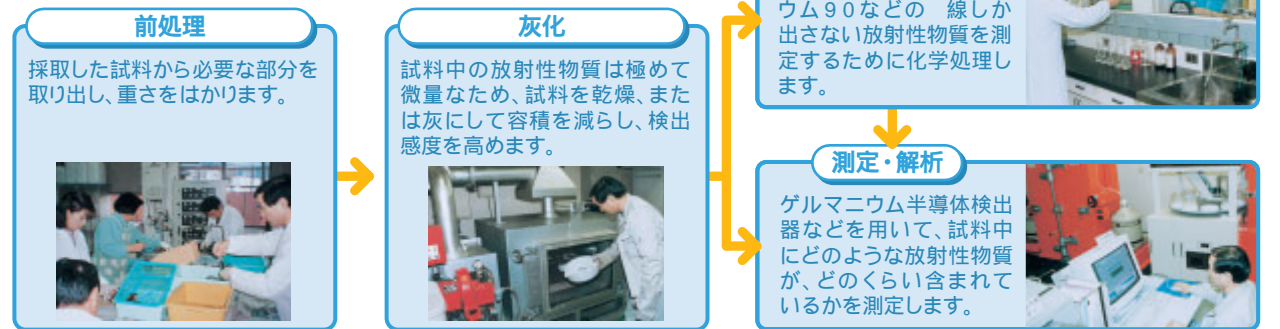 前処理
採取した試料から必要な部分を
取り出し、重さをはかります。
灰化
試料中の放射性物質は極めて
微量なため、試料を乾燥、また
は灰にして容積を減らし、検出
感度を高めます。
ウム90などの 線しか
出さない放射性物質を測
定するために化学処理し
ます。
測定・解析
ゲルマニウム半導体検出
器などを用いて、試料中
にどのような放射性物質
が、どのくらい含まれて
いるかを測定します。